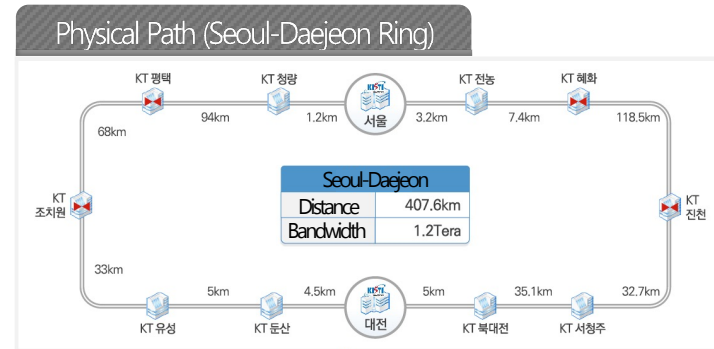 Physical Path (Seoul-Daejeon Ring)
KT 평택
KT 청량
KISTI
서울
KT 전농
KT 혜화
68km
94km
1.2km
3.2km
7.4km
118.5km
KT
조치원
Seoul-Daejeon
Distance 407.6km
Bandwidth 1.2Tera
KT
진천
33km
5km
4.5km
KISTI
대전
5km
35.1km
32.7km
KT 유성
KT 둔산
KT 북대전
KT 서청주